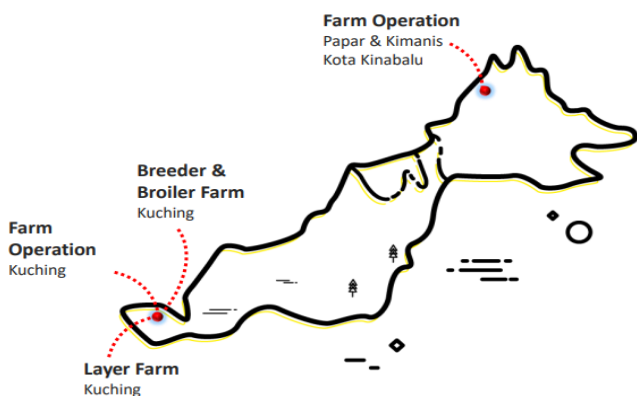 Farm Operation
Papar & Kimanis
Kota Kinabalu
Breeder &
Broiler Farm
Kuching
Farm
Operation
Kuching
Layer Farm
Kuching